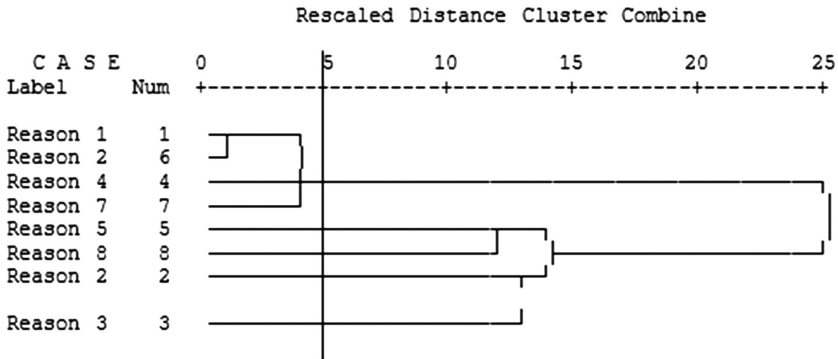 Rescaled Distance Cluster Combine
C A S E 0 5 10 15 20 25
Label Num +---------+---------+---------+---------+---------+
Reason 1 1
Reason 2 6
Reason 4 4
Reason 7 7
Reason 5 5
Reason 8 8
Reason 2 2
Reason 3 3